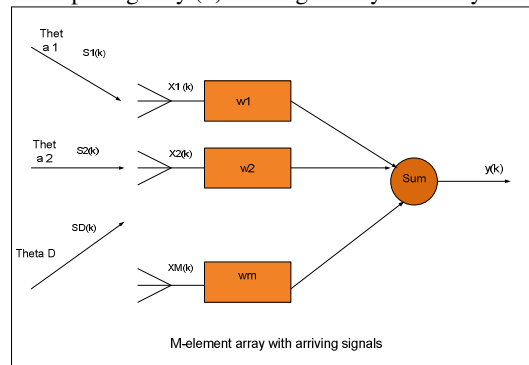 Thet
a 1
S1(k)
X1 (k)
w1
Thet
a 2
S2(k)
X2(k)
w2
Sum
y(k)
SD(k)
Theta D
XM(k)
wm
M-element array with arriving signals